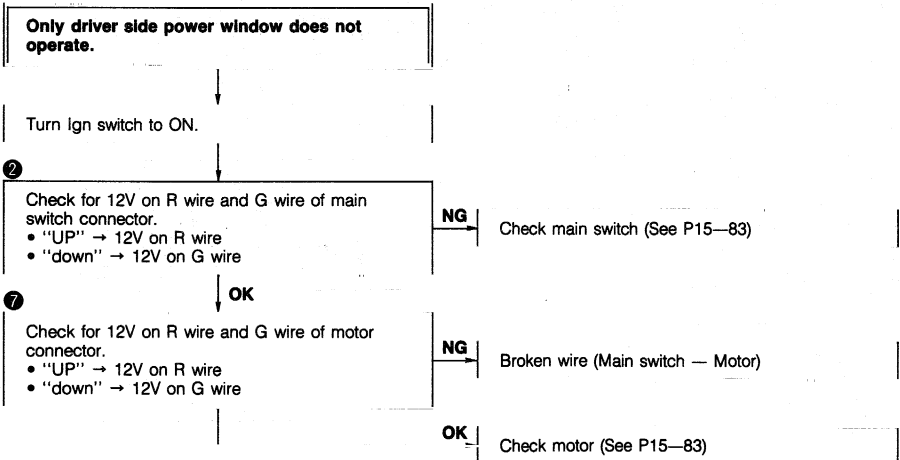 Only driver side power window does not
operate.
Turn Ign switch to ON.
2
Check for 12V on R wire and G wire of main
switch connector.
• "UP" → 12V on R wire
• "down" → 12V on G wire
NG
Check main switch (See P15—83)
OK
7
Check for 12V on R wire and G wire of motor
connector.
• "UP" → 12V on R wire
• "down" → 12V on G wire
NG
Broken wire (Main switch — Motor)
OK
Check motor (See P15—83)